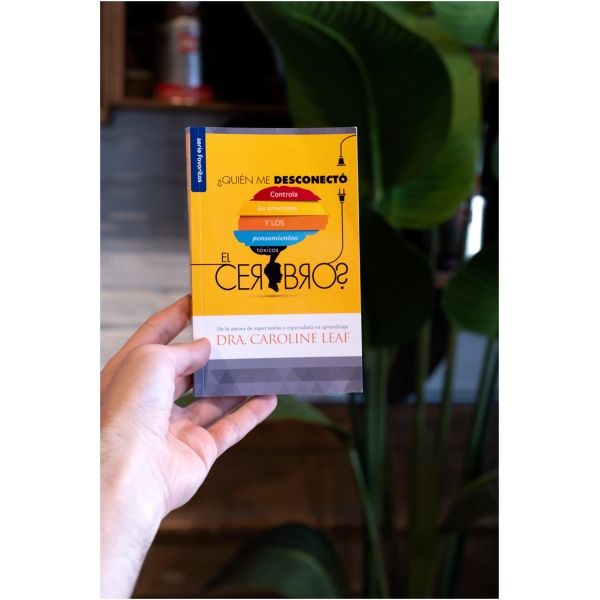 serie favoritos
¿QUIÉN ME DESCONECTÓ
Controla
las emociones
Y LOS
pensamientos
tóxicos
EL
CEREBRO?
De la autora de superventas y especialista en aprendizaje
DRA. CAROLINE LEAF